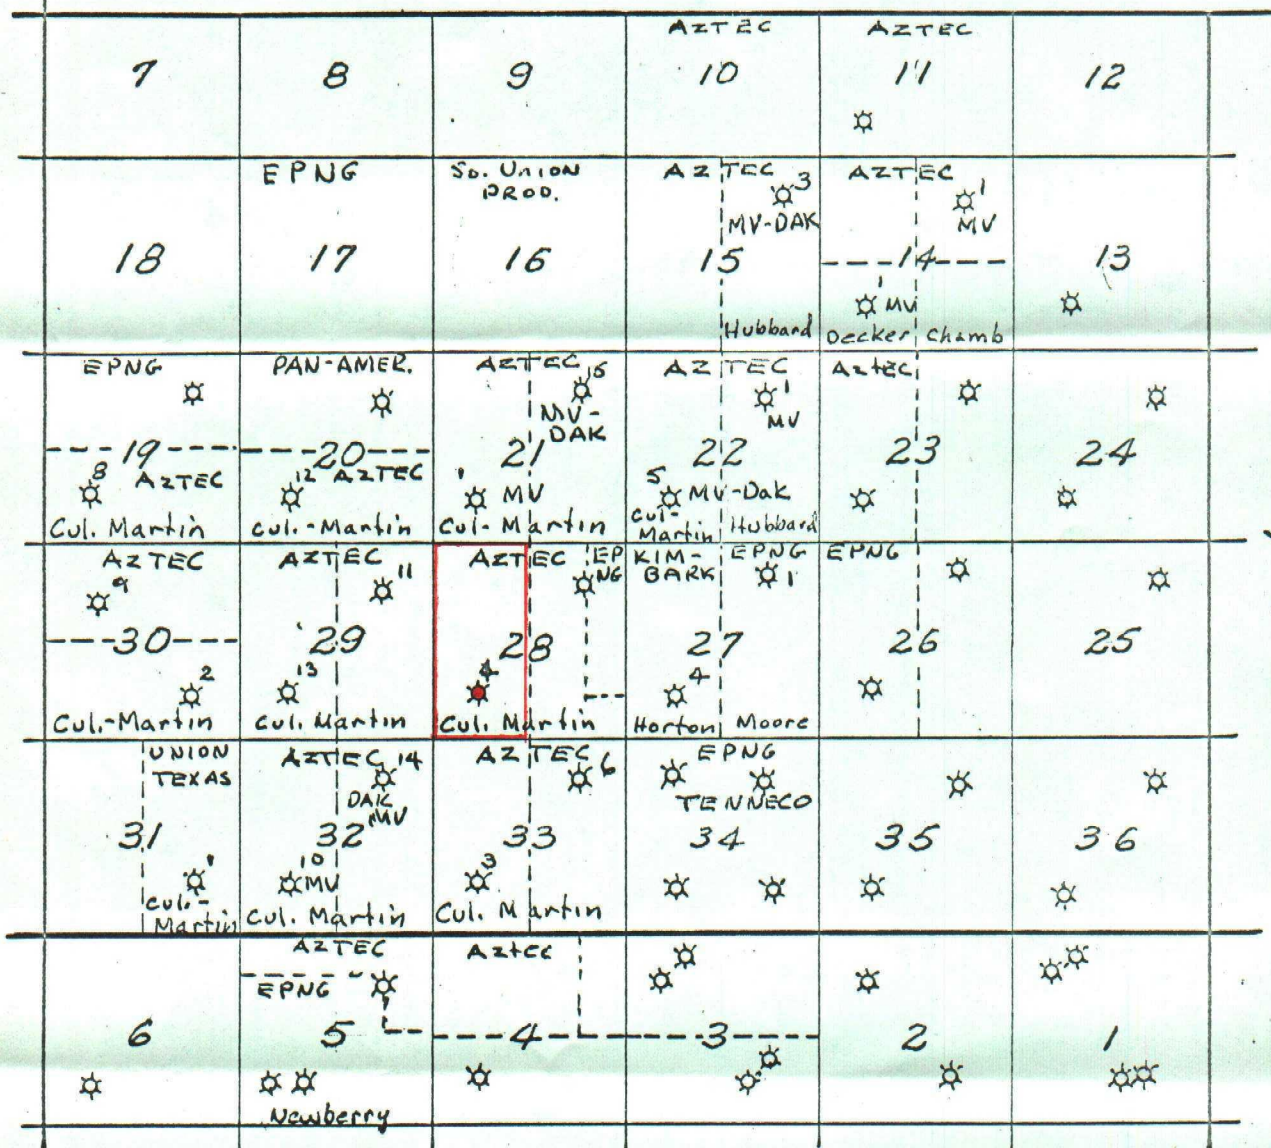 AZTEC
AZTEC
7
8
9
10
11
12
EPNG
SO. UNION
PROD.
AZTEC
3
MV-DAK
AZTEC
1
MV
18
17
16
15
14
13
1 MV
Hubbard
Decker
Chamb
EPNG
PAN-AMER.
AZTEC
15
MV-
DAK
AZTEC
1
MV
Aztec
19
20
21
22
23
24
8
AZTEC
12
AZTEC
1
MV
5
MV-Dak
Cul. Martin
Cul.-Martin
Cul-Martin
Cul-
Martin
Hubbard
AZTEC
9
AZTEC
11
AZTEC
EP
NG
KIM-
BARK
EPNG
1
EPNG
30
29
28
27
26
25
2
13
4
4
Cul.-Martin
Cul. Martin
Cul. Martin
Horton
Moore
UNION
TEXAS
AZTEC
14
DAK
MV
AZTEC
6
EPNG
TENNECO
31
32
33
34
35
36
1
10
MV
3
Cul.-
Martin
Cul. Martin
Cul. Martin
AZTEC
EPNG
Aztec
6
5
4
3
2
1
Newberry